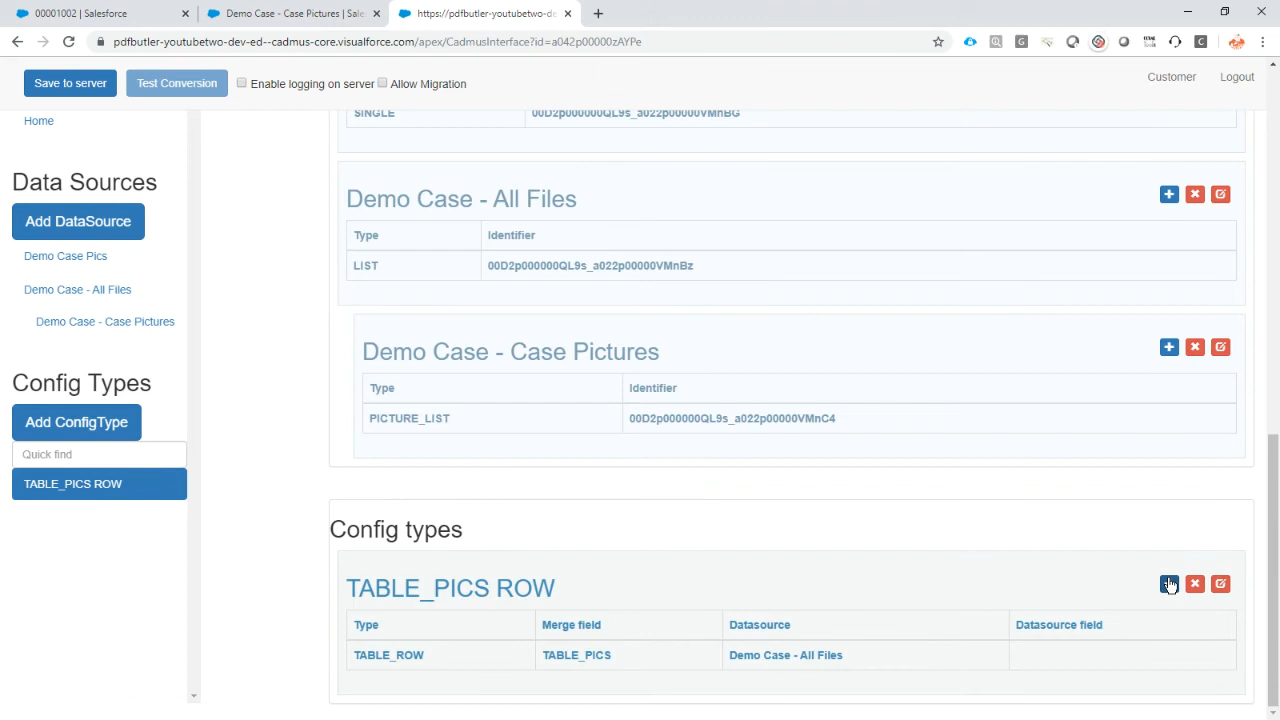 00001002 | Salesforce
Demo Case - Case Pictures | Sale
https://pdfbutler-youtubetwo-de
pdfbutler-youtubetwo-dev-ed--cadmus-core.visualforce.com/apex/CadmusInterface?id=a042p00000zAYPe
Save to server
Test Conversion
Enable logging on server
Allow Migration
Customer
Logout
Home
Data Sources
Add DataSource
Demo Case Pics
Demo Case - All Files
Demo Case - Case Pictures
Config Types
Add ConfigType
Quick find
TABLE_PICS ROW
SINGLE 00D2p000000QL9s_a022p00000VMnBG
Demo Case - All Files
Type Identifier
LIST 00D2p000000QL9s_a022p00000VMnBz
Demo Case - Case Pictures
Type Identifier
PICTURE_LIST 00D2p000000QL9s_a022p00000VMnC4
Config types
TABLE_PICS ROW
Type Merge field Datasource Datasource field
TABLE_ROW TABLE_PICS Demo Case - All Files